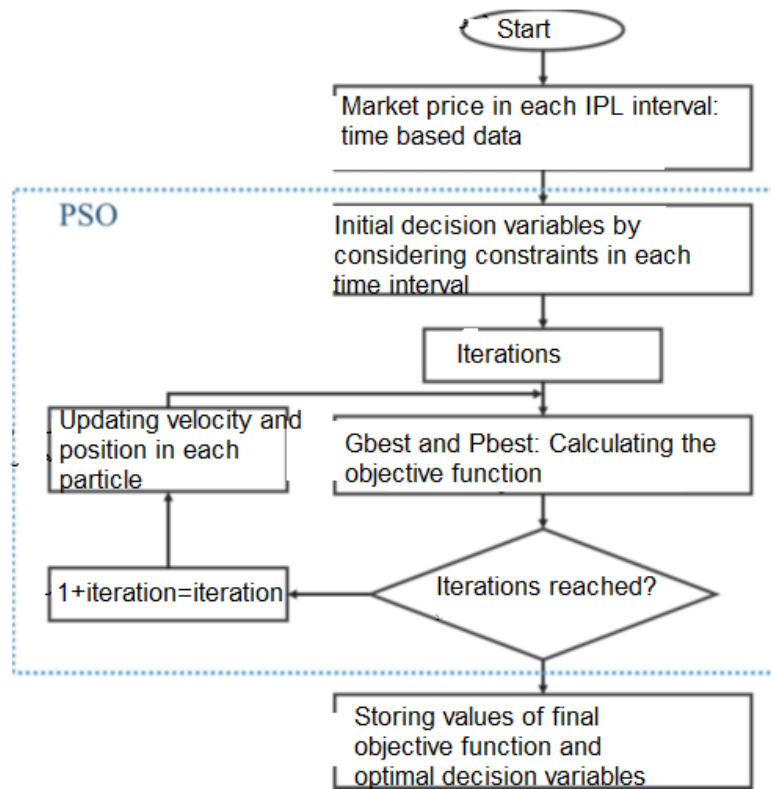 Start
Market price in each IPL interval:
time based data
PSO
Initial decision variables by
considering constraints in each
time interval
Iterations
Updating velocity and
position in each
particle
Gbest and Pbest: Calculating the
objective function
1+iteration=iteration
Iterations reached?
Storing values of final
objective function and
optimal decision variables